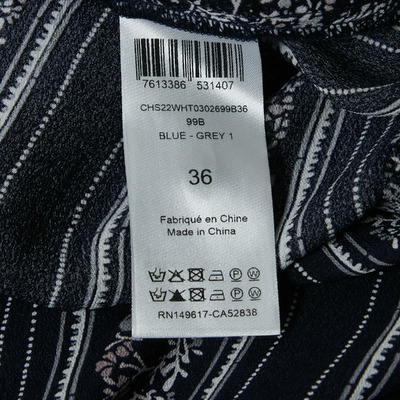 7613386 531407
CHS22WHT0302699B36
99B
BLUE - GREY 1
36
Fabriqué en Chine
Made in China
P W
P W
RN149617-CA52838